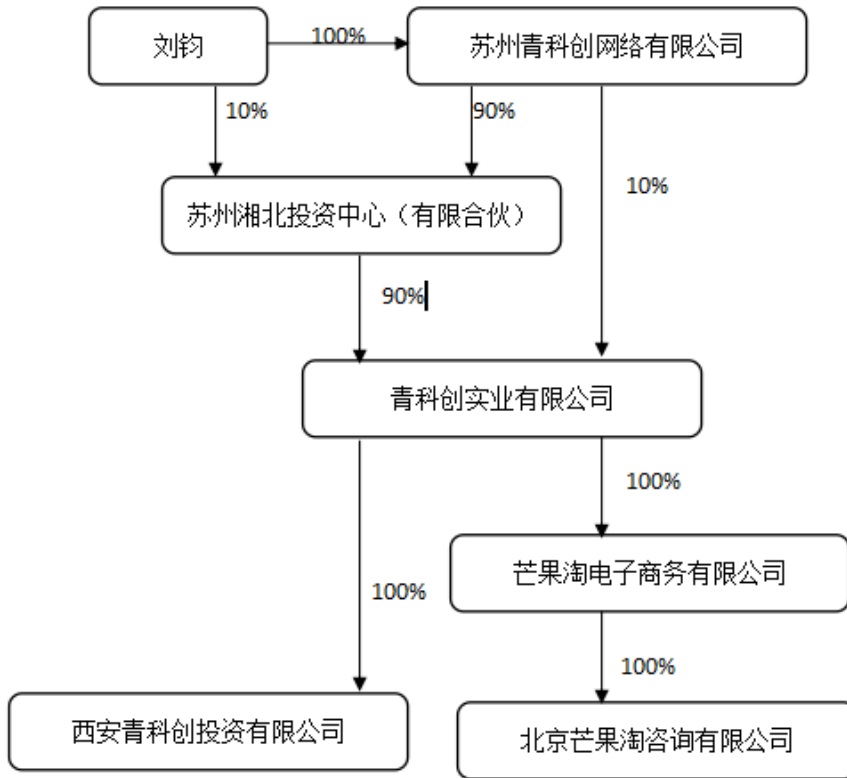 刘钧
100%
苏州青科创网络有限公司
10%
90%
10%
苏州湘北投资中心（有限合伙）
90%
青科创实业有限公司
100%
芒果淘电子商务有限公司
100%
100%
西安青科创投资有限公司
北京芒果淘咨询有限公司